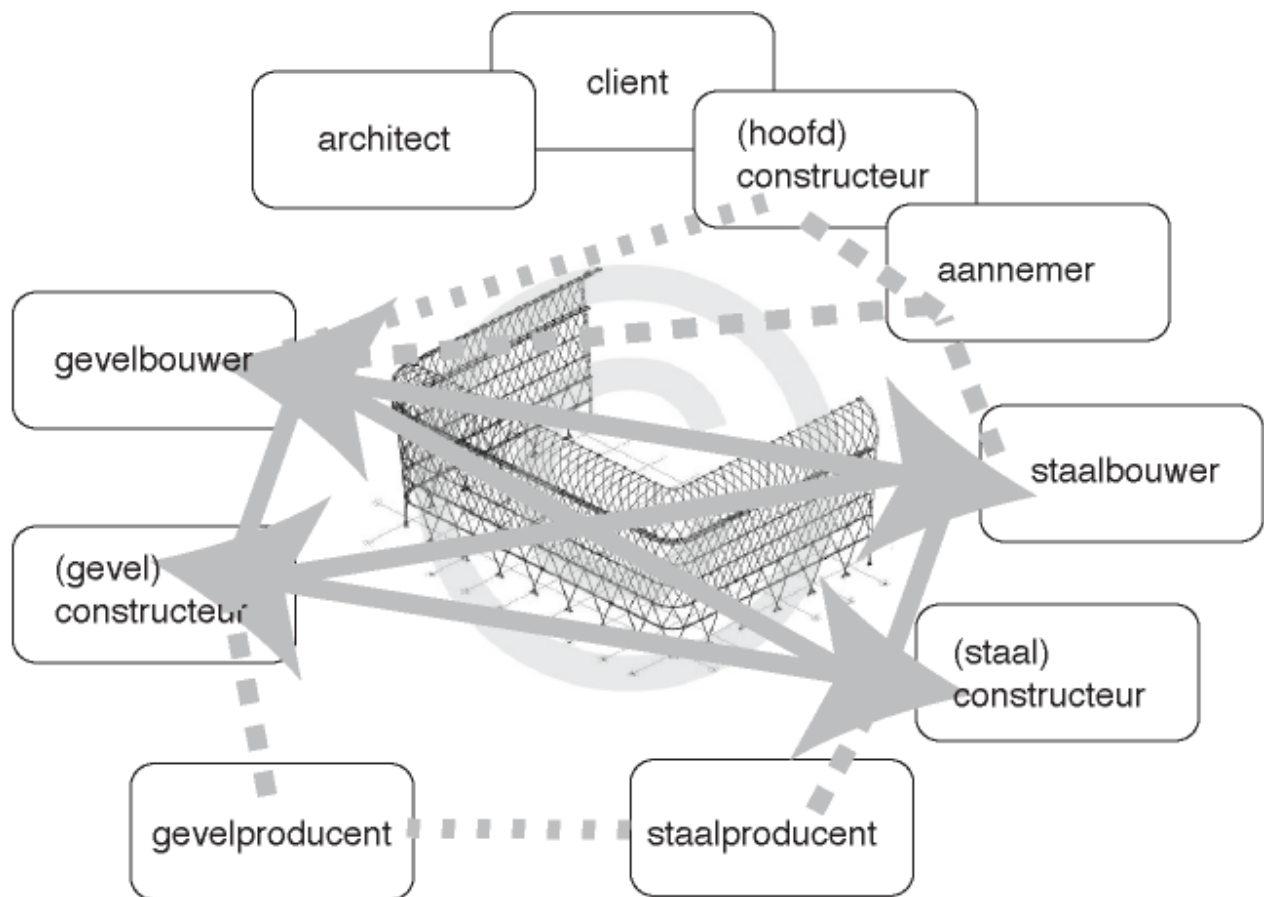 client
architect
(hoofd)
constructeur
aannemer
gevelbouwer
staalbouwer
(gevel)
constructeur
(staal)
constructeur
gevelproducent
staalproducent